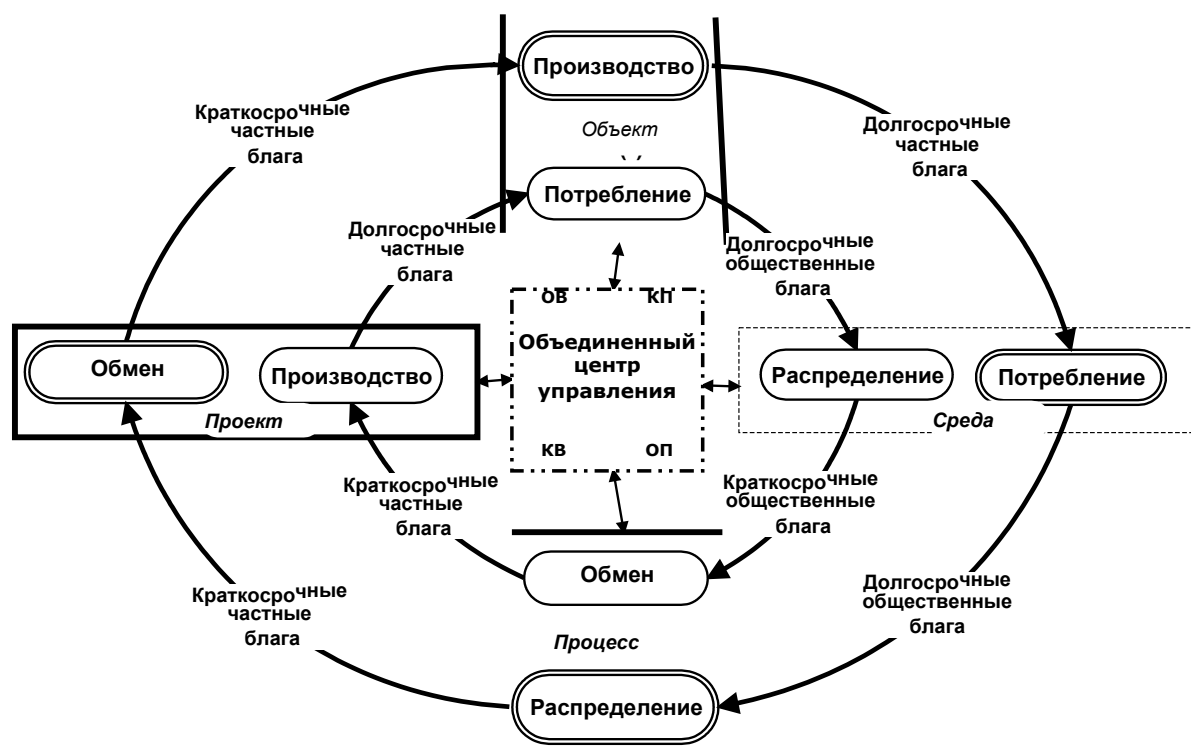 Производство
Краткосрочные
частные
блага
Объект
Долгосрочные
частные
блага
Потребление
Долгосрочные
частные
блага
Долгосрочные
общественные
блага
ОВ КП
Объединенный
центр
управления
КВ ОП
Обмен
Производство
Проект
Распределение
Потребление
Среда
Краткосрочные
частные
блага
Краткосрочные
общественные
блага
Обмен
Краткосрочные
частные
блага
Долгосрочные
общественные
блага
Процесс
Распределение